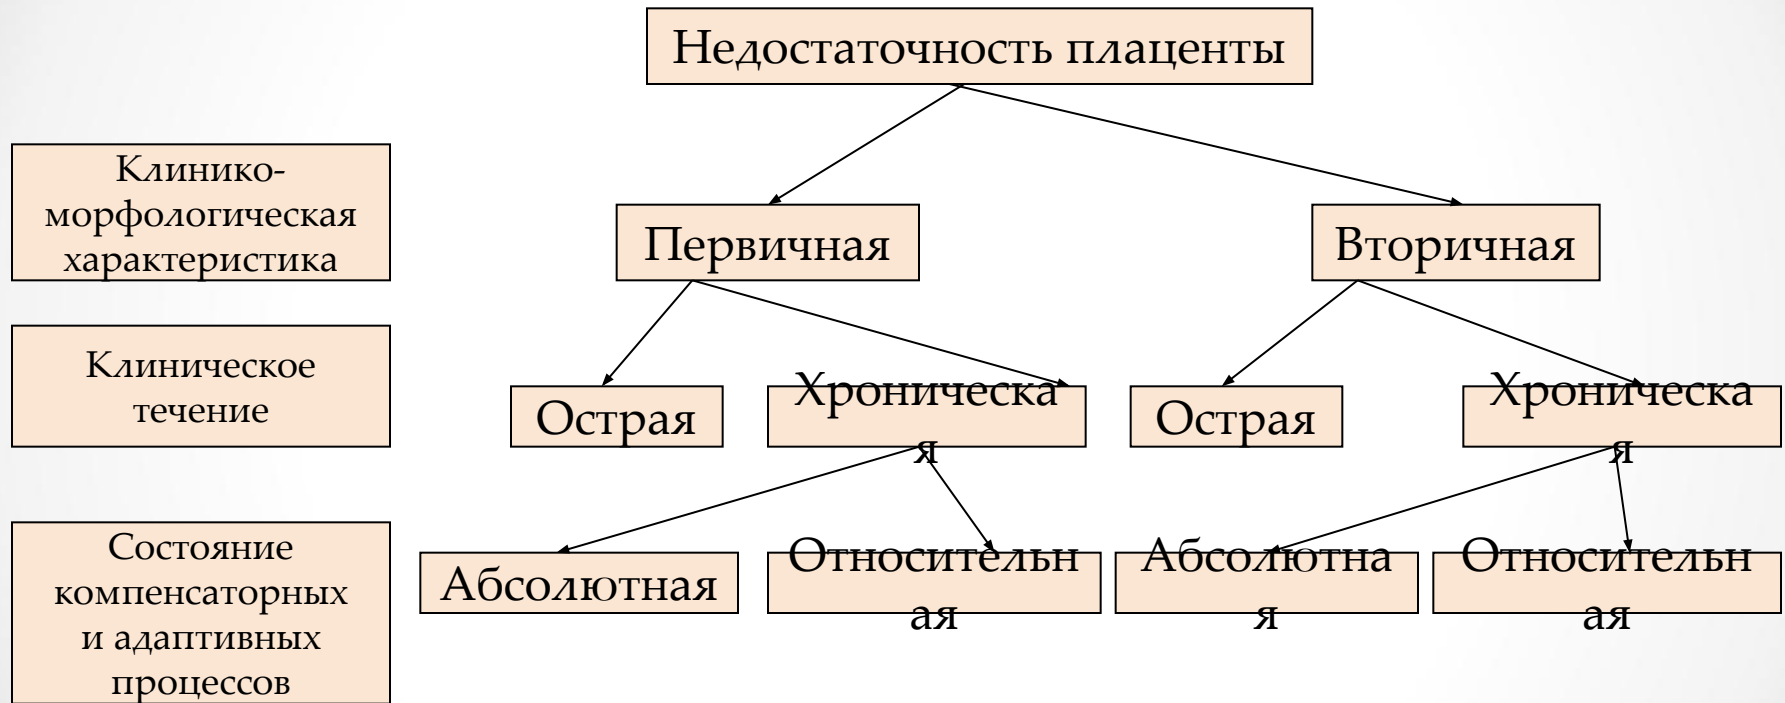 Недостаточность плаценты
Клинико-
морфологическая
характеристика
Первичная
Вторичная
Клиническое
течение
Острая
Хроническа
я
Острая
Хроническа
я
Состояние
компенсаторных
и адаптивных
процессов
Абсолютная
Относительн
ая
Абсолютна
я
Относительн
ая